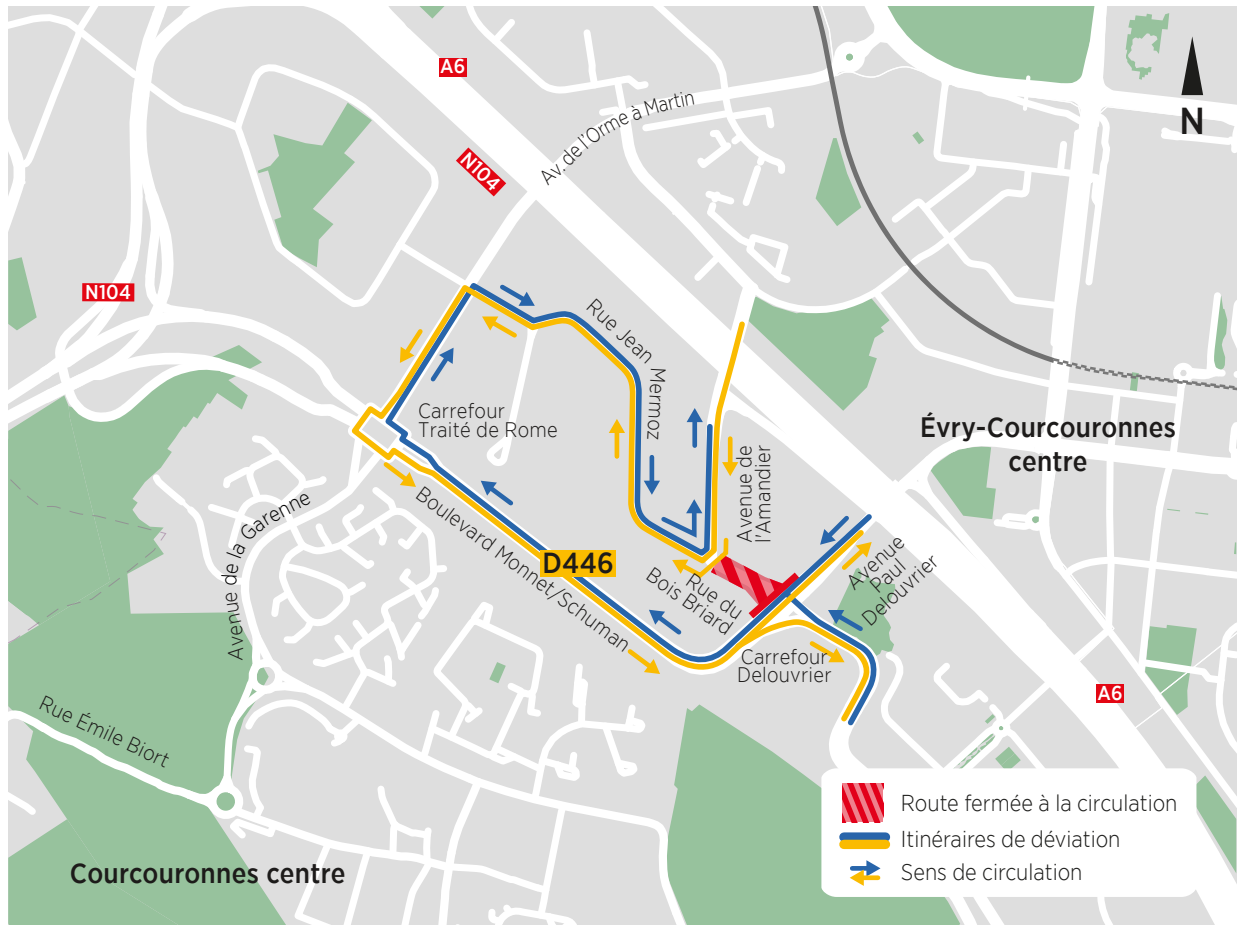 A6
N
Av. de l'Orme à Martin
N104
N104
Rue Jean
Mermoz
Carrefour
Traité de Rome
Évry-Courcouronnes
centre
Avenue de
l'Amandier
Avenue de la Garenne
Boulevard Monnet/Schuman
D446
Rue du
Bois Briard
Avenue
Paul
Delouvrier
Carrefour
Delouvrier
A6
Rue Émile Biort
Courcouronnes centre
Route fermée à la circulation
Itinéraires de déviation
Sens de circulation